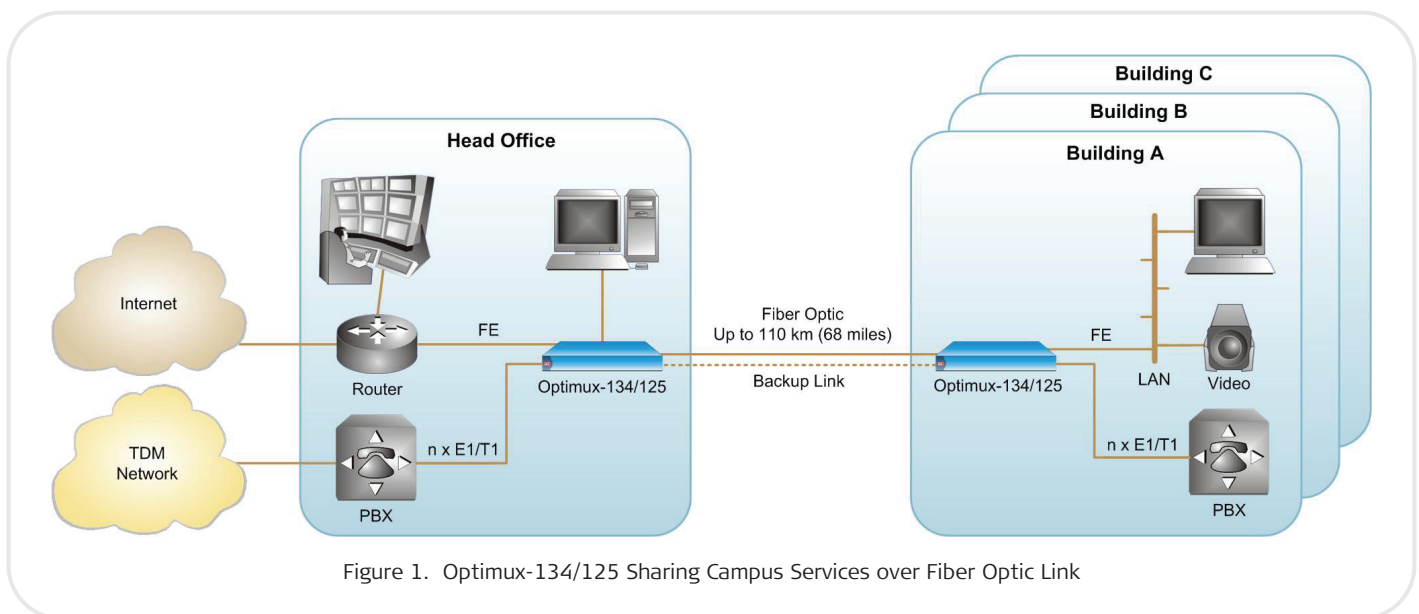 Building C
Building B
Building A
Head Office
Internet
Router
FE
Optimux-134/125
Fiber Optic
Up to 110 km (68 miles)
Backup Link
Optimux-134/125
FE
LAN
Video
TDM
Network
PBX
n x E1/T1
n x E1/T1
PBX
Figure 1. Optimux-134/125 Sharing Campus Services over Fiber Optic Link